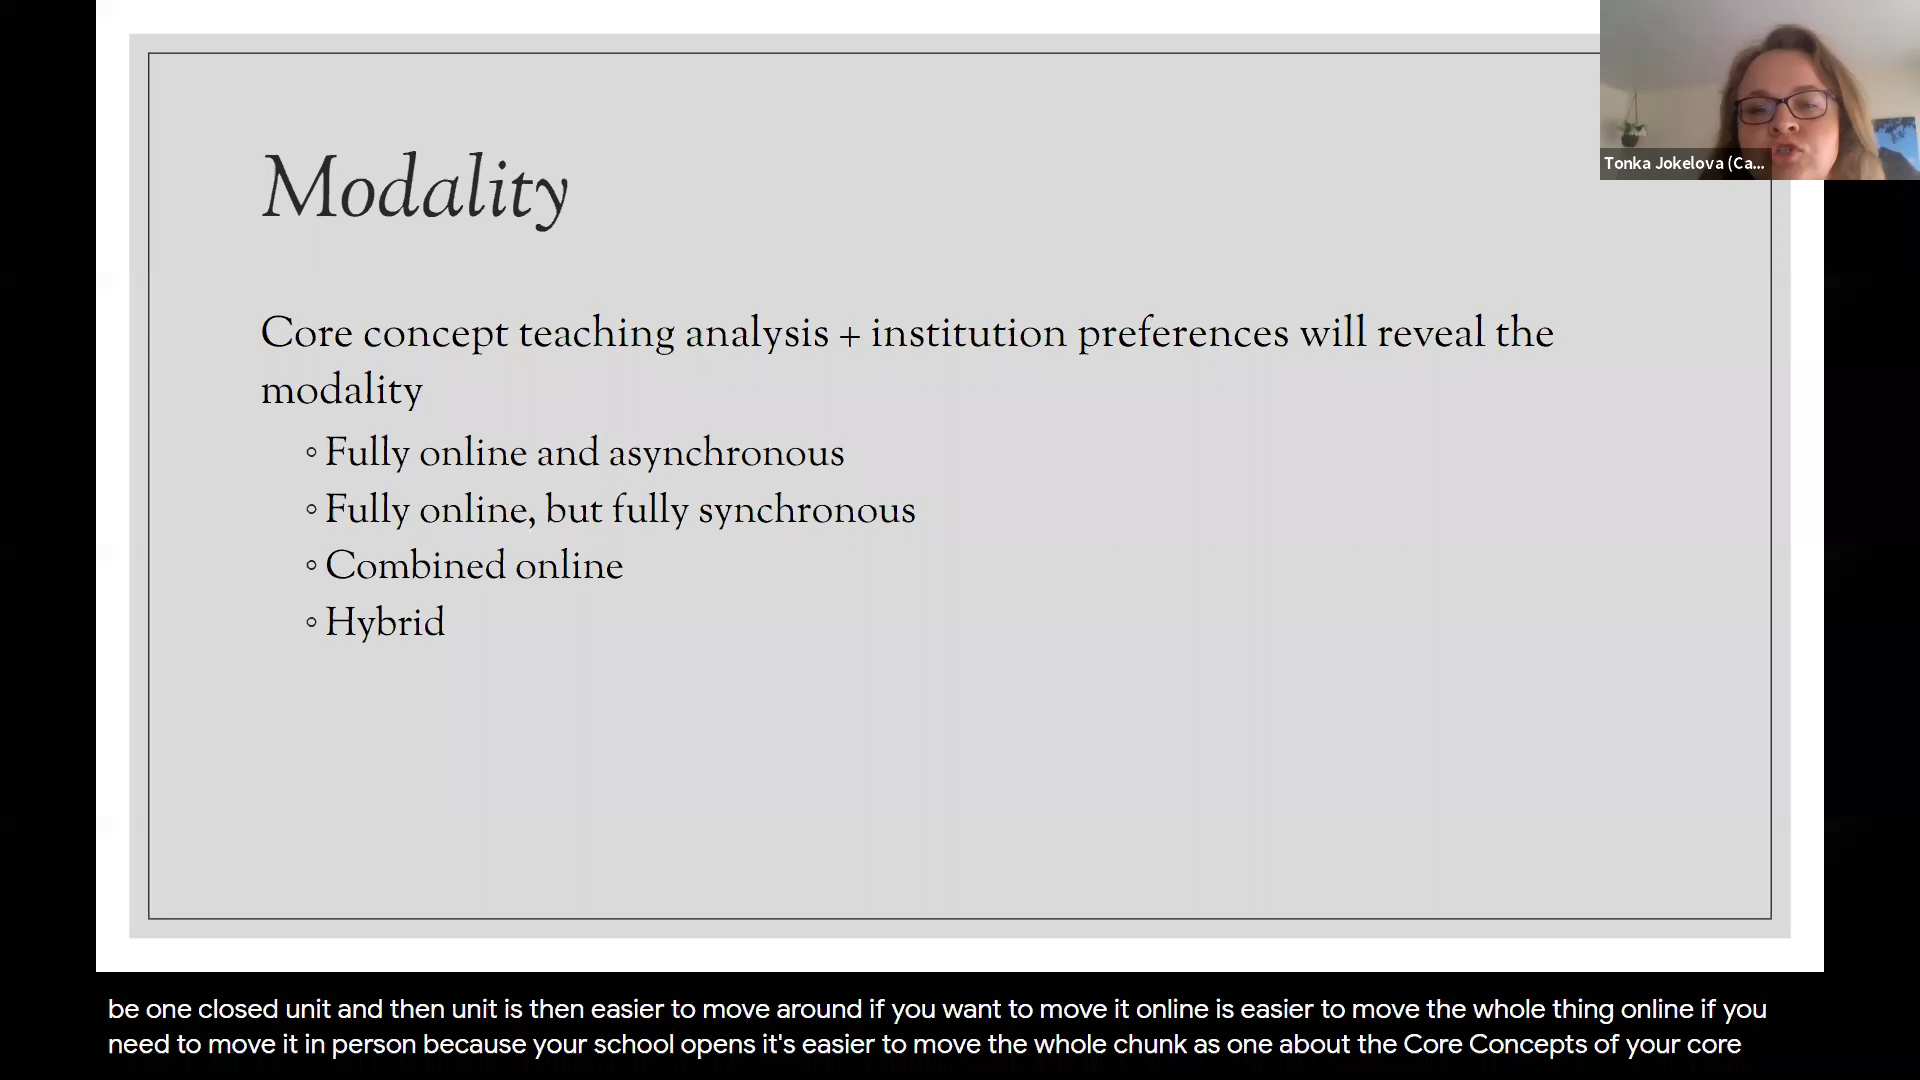 Tonka Jokelova (Ca...
Modality
Core concept teaching analysis + institution preferences will reveal the
modality
◦ Fully online and asynchronous
◦ Fully online, but fully synchronous
◦ Combined online
◦ Hybrid
be one closed unit and then unit is then easier to move around if you want to move it online is easier to move the whole thing online if you
need to move it in person because your school opens it's easier to move the whole chunk as one about the Core Concepts of your core